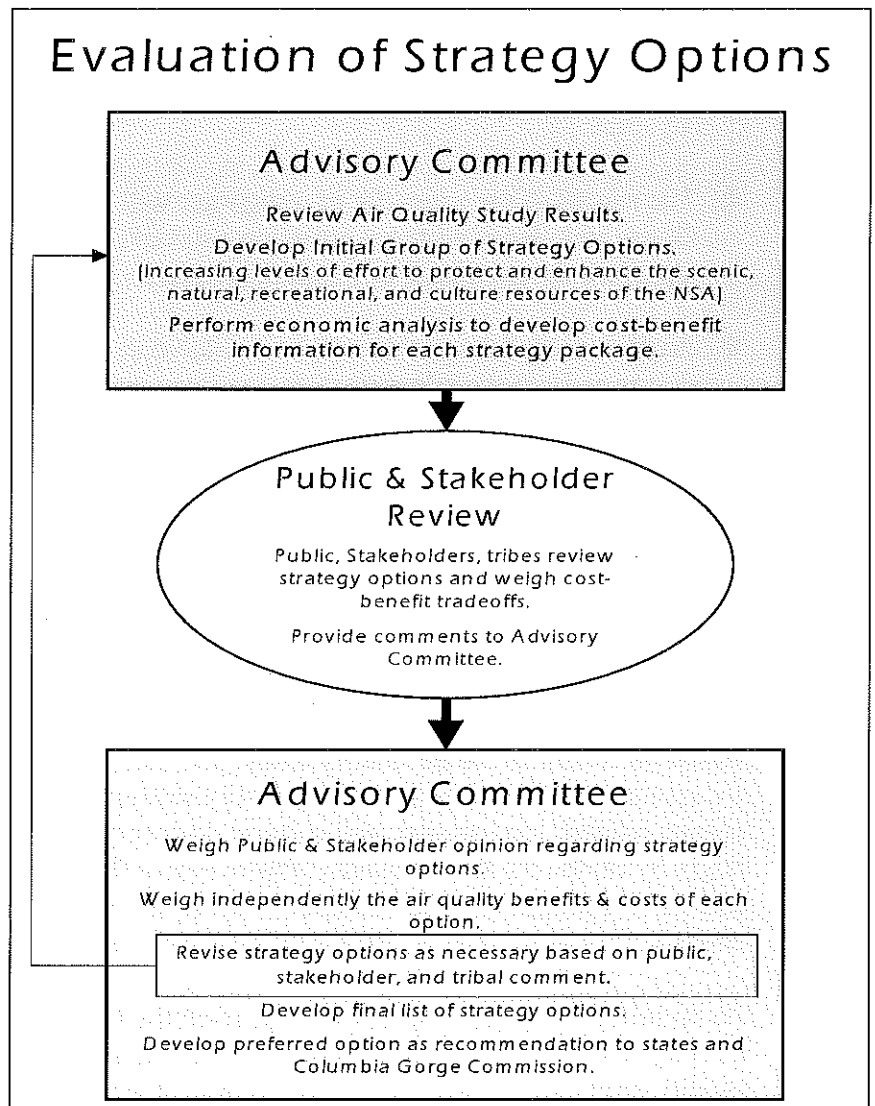 Evaluation of Strategy Options
Advisory Committee
Review Air Quality Study Results.
Develop Initial Group of Strategy Options.
(Increasing levels of effort to protect and enhance the scenic,
natural, recreational, and culture resources of the NSA)
Perform economic analysis to develop cost-benefit
information for each strategy package.
Public & Stakeholder
Review
Public, Stakeholders, tribes review
strategy options and weigh cost-
benefit tradeoffs.
Provide comments to Advisory
Committee.
Advisory Committee
Weigh Public & Stakeholder opinion regarding strategy
options.
Weigh independently the air quality benefits & costs of each
option.
Revise strategy options as necessary based on public,
stakeholder, and tribal comment.
Develop final list of strategy options.
Develop preferred option as recommendation to states and
Columbia Gorge Commission.